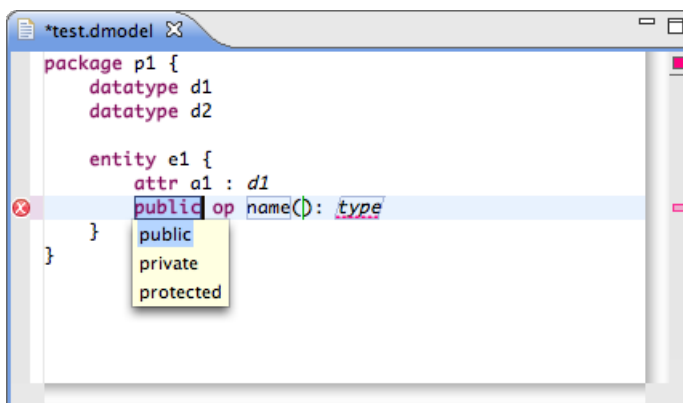 *test.dmodel
package p1 {
datatype d1
datatype d2
entity e1 {
attr a1 : d1
public op name(): type
}
public
}
private
protected